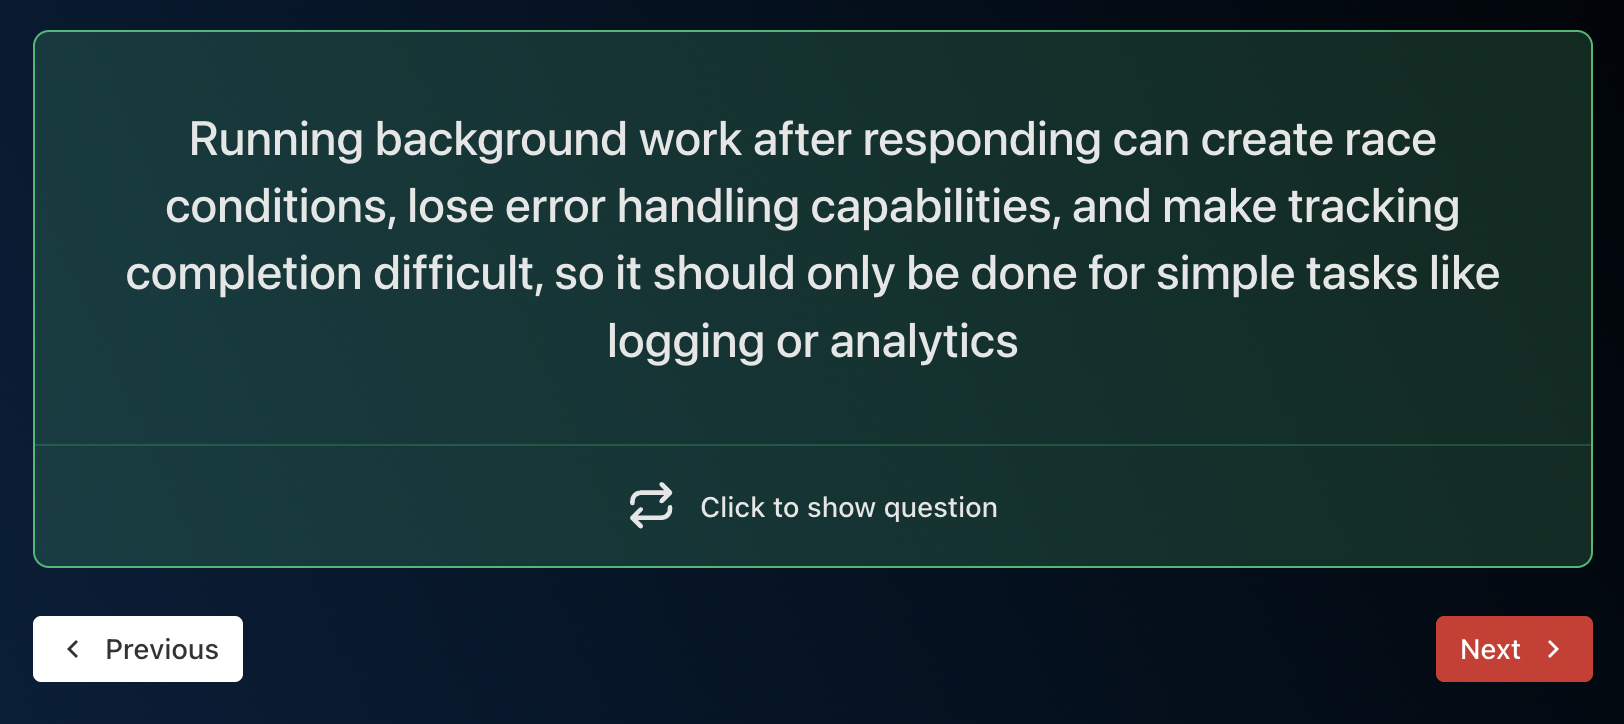 Running background work after responding can create race
conditions, lose error handling capabilities, and make tracking
completion difficult, so it should only be done for simple tasks like
logging or analytics
Click to show question
Previous
Next